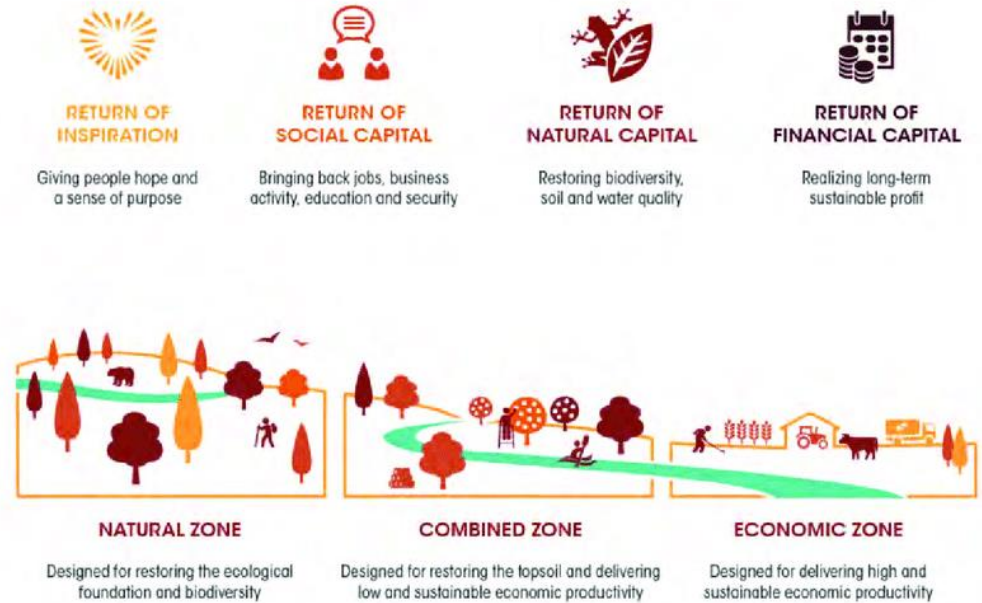 RETURN OF
INSPIRATION
Giving people hope and
a sense of purpose
RETURN OF
SOCIAL CAPITAL
Bringing back jobs, business
activity, education and security
RETURN OF
NATURAL CAPITAL
Restoring biodiversity,
soil and water quality
RETURN OF
FINANCIAL CAPITAL
Realizing long-term
sustainable profit
NATURAL ZONE
Designed for restoring the ecological
foundation and biodiversity
COMBINED ZONE
Designed for restoring the topsoil and delivering
low and sustainable economic productivity
ECONOMIC ZONE
Designed for delivering high and
sustainable economic productivity